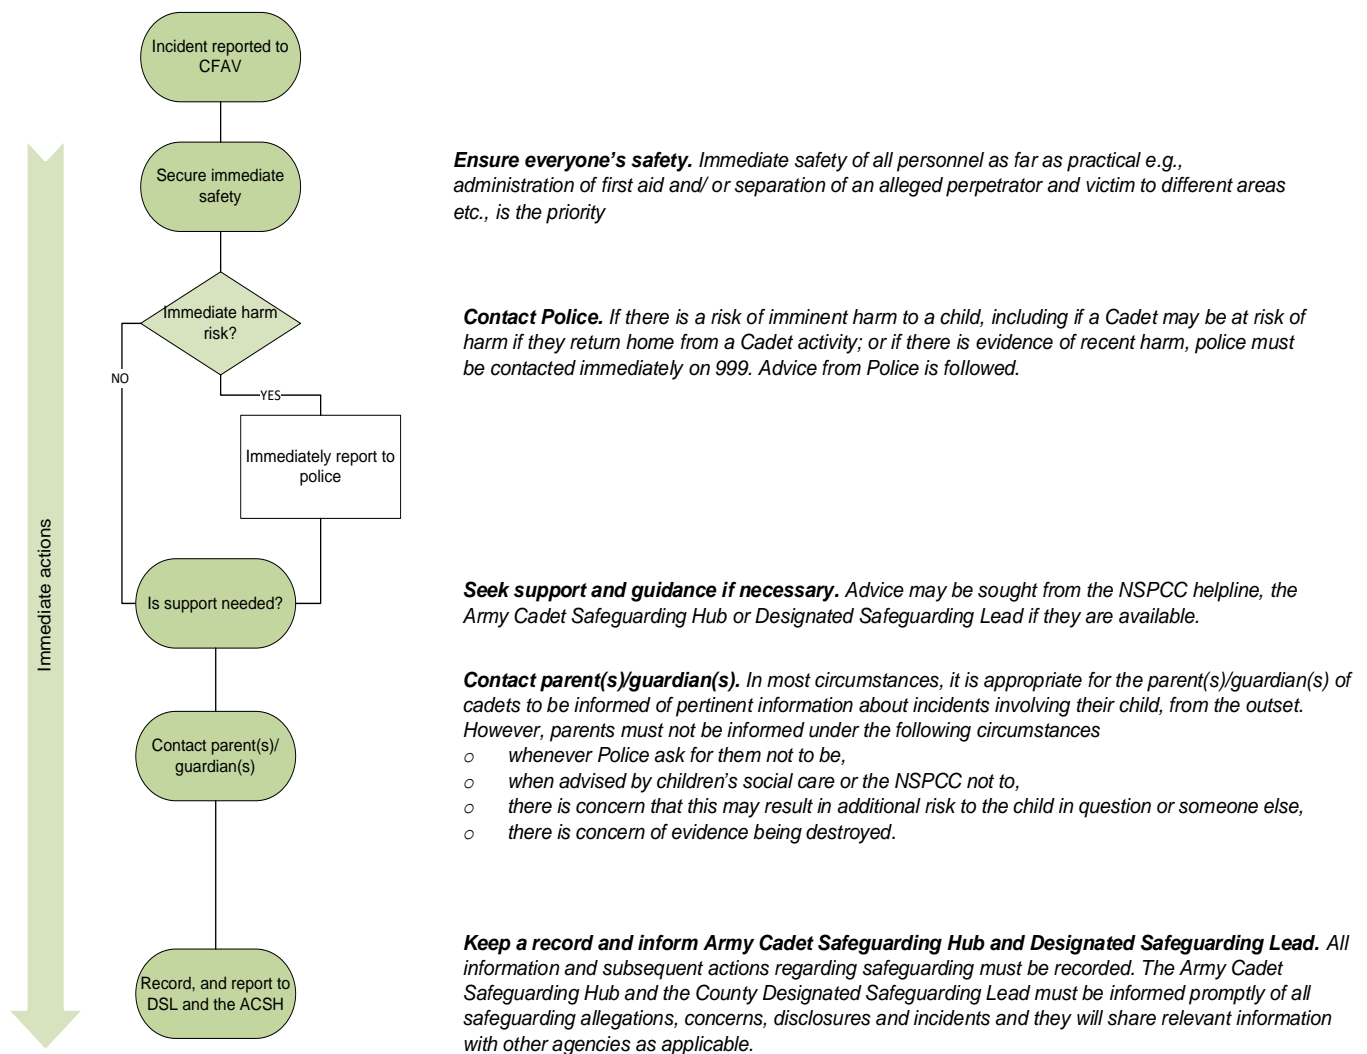 Incident reported to
CFAV
Secure immediate
safety
Ensure everyone's safety. Immediate safety of all personnel as far as practical e.g.,
administration of first aid and/ or separation of an alleged perpetrator and victim to different areas
etc., is the priority
Immediate harm
risk?
Contact Police. If there is a risk of imminent harm to a child, including if a Cadet may be at risk of
harm if they return home from a Cadet activity; or if there is evidence of recent harm, police must
be contacted immediately on 999. Advice from Police is followed.
NO
YES
Immediately report to
police
Immediate actions
Is support needed?
Seek support and guidance if necessary. Advice may be sought from the NSPCC helpline, the
Army Cadet Safeguarding Hub or Designated Safeguarding Lead if they are available.
Contact parent(s)/
guardian(s)
Contact parent(s)/guardian(s). In most circumstances, it is appropriate for the parent(s)/guardian(s) of
cadets to be informed of pertinent information about incidents involving their child, from the outset.
However, parents must not be informed under the following circumstances
o whenever Police ask for them not to be,
o when advised by children's social care or the NSPCC not to,
o there is concern that this may result in additional risk to the child in question or someone else,
o there is concern of evidence being destroyed.
Record, and report to
DSL and the ACSH
Keep a record and inform Army Cadet Safeguarding Hub and Designated Safeguarding Lead. All
information and subsequent actions regarding safeguarding must be recorded. The Army Cadet
Safeguarding Hub and the County Designated Safeguarding Lead must be informed promptly of all
safeguarding allegations, concerns, disclosures and incidents and they will share relevant information
with other agencies as applicable.